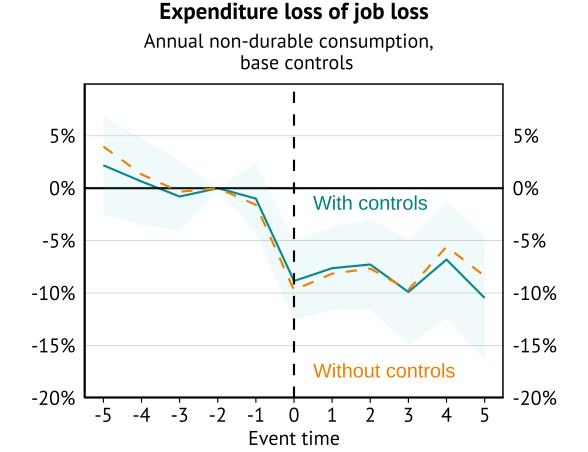 Expenditure loss of job loss
Annual non-durable consumption,
base controls
5% 5%
0% 0%
With controls
-5% -5%
-10% -10%
-15% -15%
Without controls
-20% -20%
-5 -4 -3 -2 -1 0 1 2 3 4 5
Event time